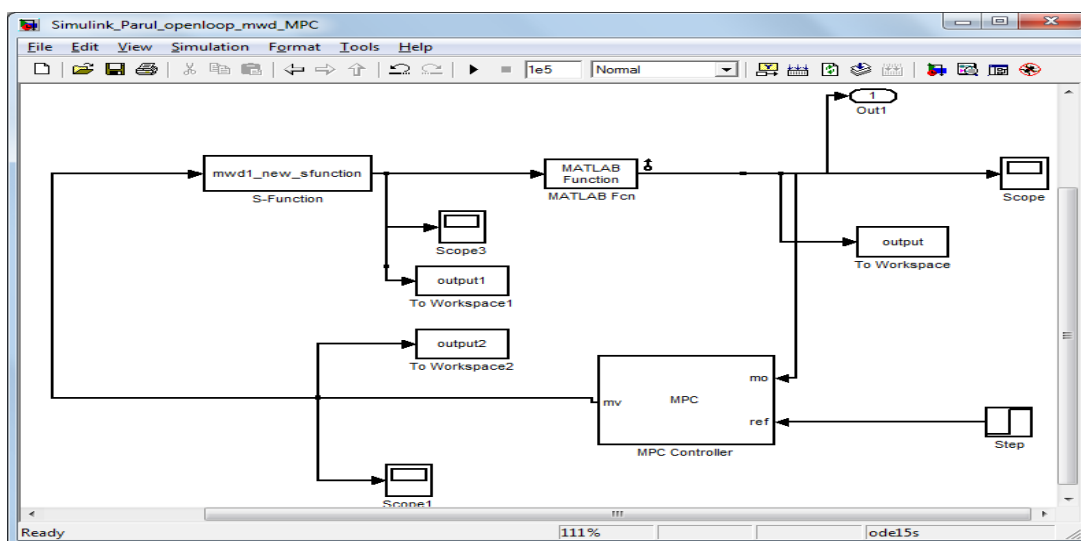 Simulink_Parul_openloop_mwd_MPC
File Edit View Simulation Format Tools Help
1e5 Normal
1
Out1
mwd1_new_sfunction
S-Function
MATLAB
Function
MATLAB Fcn
Scope
Scope3
output
To Workspace
output1
To Workspace1
output2
To Workspace2
mo
MPC
mv
ref
MPC Controller
Step
Scope1
Ready 111% ode15s